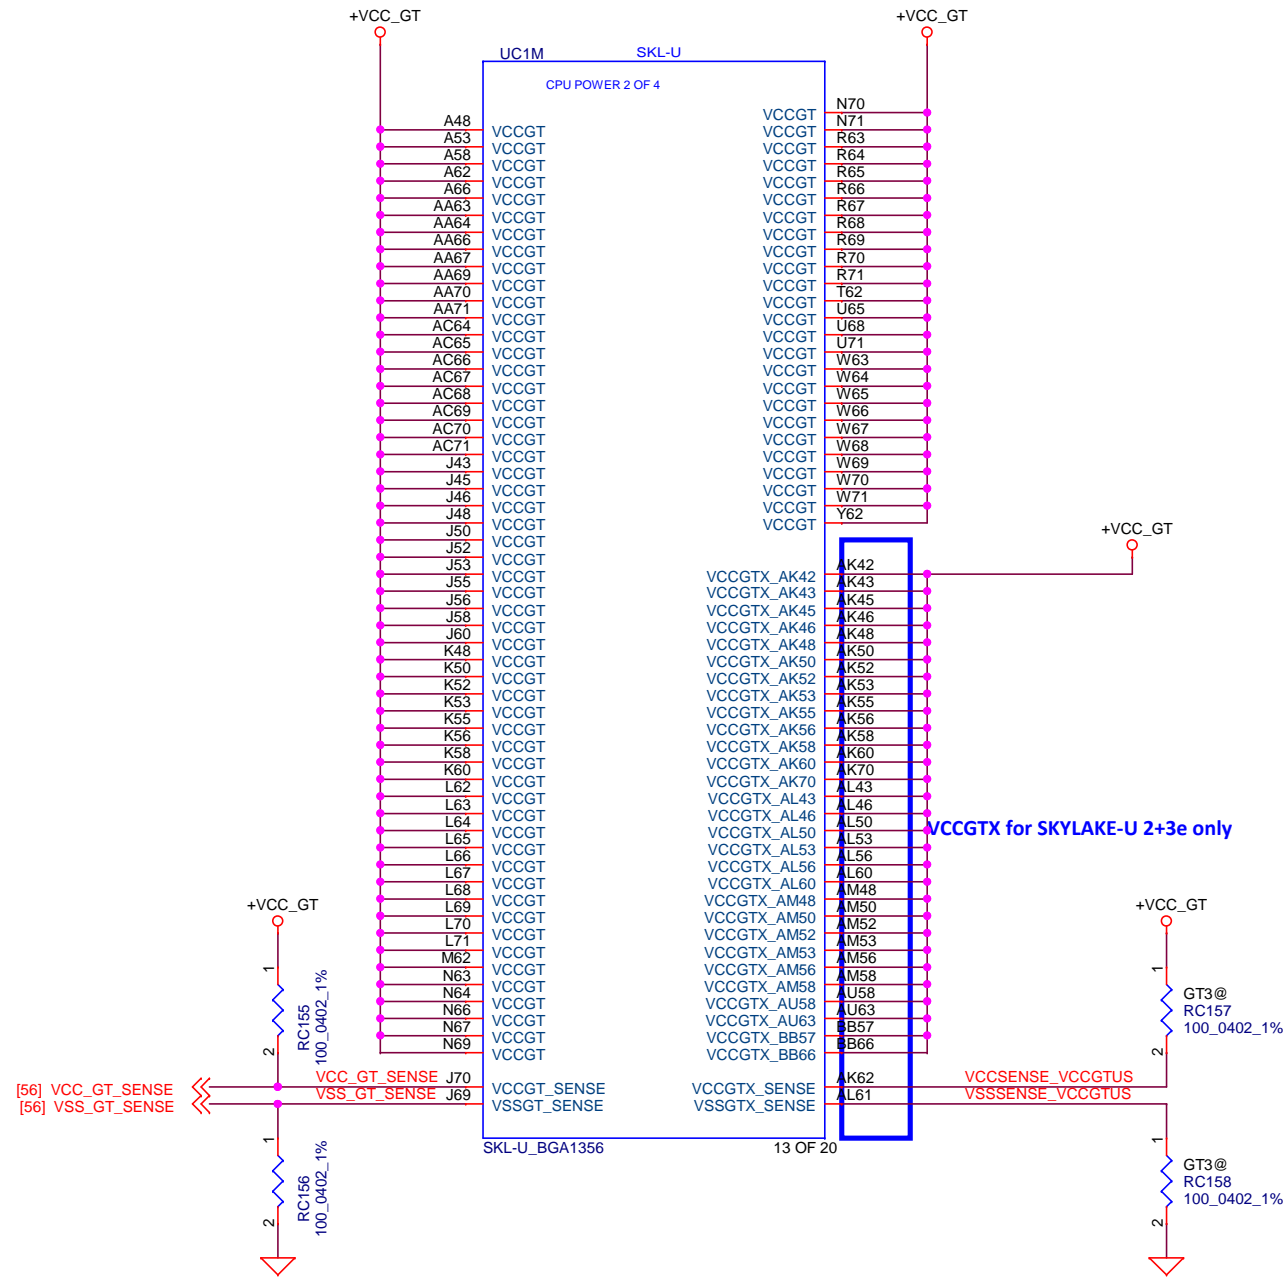 +VCC_GT
+VCC_GT
UC1M
SKL-U
CPU POWER 2 OF 4
A48 VCCGT
A53 VCCGT
A58 VCCGT
A62 VCCGT
A66 VCCGT
AA63 VCCGT
AA64 VCCGT
AA66 VCCGT
AA67 VCCGT
AA69 VCCGT
AA70 VCCGT
AA71 VCCGT
AC64 VCCGT
AC65 VCCGT
AC66 VCCGT
AC67 VCCGT
AC68 VCCGT
AC69 VCCGT
AC70 VCCGT
AC71 VCCGT
J43 VCCGT
J45 VCCGT
J46 VCCGT
J48 VCCGT
J50 VCCGT
J52 VCCGT
J53 VCCGT
J55 VCCGT
J56 VCCGT
J58 VCCGT
J60 VCCGT
K48 VCCGT
K50 VCCGT
K52 VCCGT
K53 VCCGT
K55 VCCGT
K56 VCCGT
K58 VCCGT
K60 VCCGT
L62 VCCGT
L63 VCCGT
L64 VCCGT
L65 VCCGT
L66 VCCGT
L67 VCCGT
L68 VCCGT
L69 VCCGT
L70 VCCGT
L71 VCCGT
M62 VCCGT
N63 VCCGT
N64 VCCGT
N66 VCCGT
N67 VCCGT
N69 VCCGT
VCCGT N70
VCCGT N71
VCCGT R63
VCCGT R64
VCCGT R65
VCCGT R66
VCCGT R67
VCCGT R68
VCCGT R69
VCCGT R70
VCCGT R71
VCCGT T62
VCCGT U65
VCCGT U68
VCCGT U71
VCCGT W63
VCCGT W64
VCCGT W65
VCCGT W66
VCCGT W67
VCCGT W68
VCCGT W69
VCCGT W70
VCCGT W71
VCCGT Y62
+VCC_GT
VCCGTX_AK42 AK42
VCCGTX_AK43 AK43
VCCGTX_AK45 AK45
VCCGTX_AK46 AK46
VCCGTX_AK48 AK48
VCCGTX_AK50 AK50
VCCGTX_AK52 AK52
VCCGTX_AK53 AK53
VCCGTX_AK55 AK55
VCCGTX_AK56 AK56
VCCGTX_AK58 AK58
VCCGTX_AK60 AK60
VCCGTX_AK70 AK70
VCCGTX_AL43 AL43
VCCGTX_AL46 AL46
VCCGTX_AL50 AL50
VCCGTX_AL53 AL53
VCCGTX_AL56 AL56
VCCGTX_AL60 AL60
VCCGTX_AM48 AM48
VCCGTX_AM50 AM50
VCCGTX_AM52 AM52
VCCGTX_AM53 AM53
VCCGTX_AM56 AM56
VCCGTX_AM58 AM58
VCCGTX_AU58 AU58
VCCGTX_AU63 AU63
VCCGTX_BB57 BB57
VCCGTX_BB66 BB66
VCCGTX for SKYLAKE-U 2+3e only
+VCC_GT
1
RC155
100_0402_1%
2
+VCC_GT
1
GT3@
RC157
100_0402_1%
2
[56] VCC_GT_SENSE VCC_GT_SENSE J70 VCCGT_SENSE
[56] VSS_GT_SENSE VSS_GT_SENSE J69 VSSGT_SENSE
VCCGTX_SENSE AK62 VCCSENSE_VCCGTUS
VSSGTX_SENSE AL61 VSSSENSE_VCCGTUS
SKL-U_BGA1356
13 OF 20
1
RC156
100_0402_1%
2
1
GT3@
RC158
100_0402_1%
2